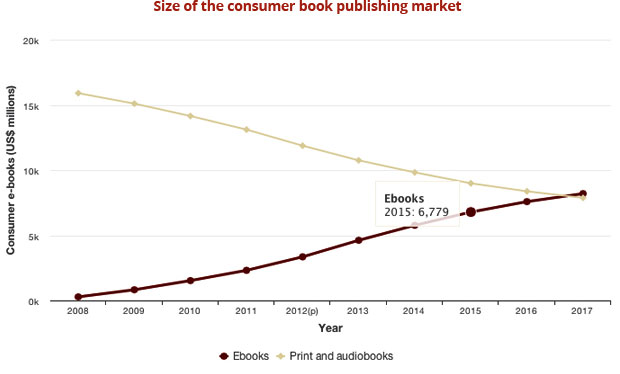 Size of the consumer book publishing market
Consumer e-books (US$ millions)
20k
15k
10k
5k
0k
Ebooks
2015: 6,779
2008 2009 2010 2011 2012(p) 2013 2014 2015 2016 2017
Year
Ebooks Print and audiobooks